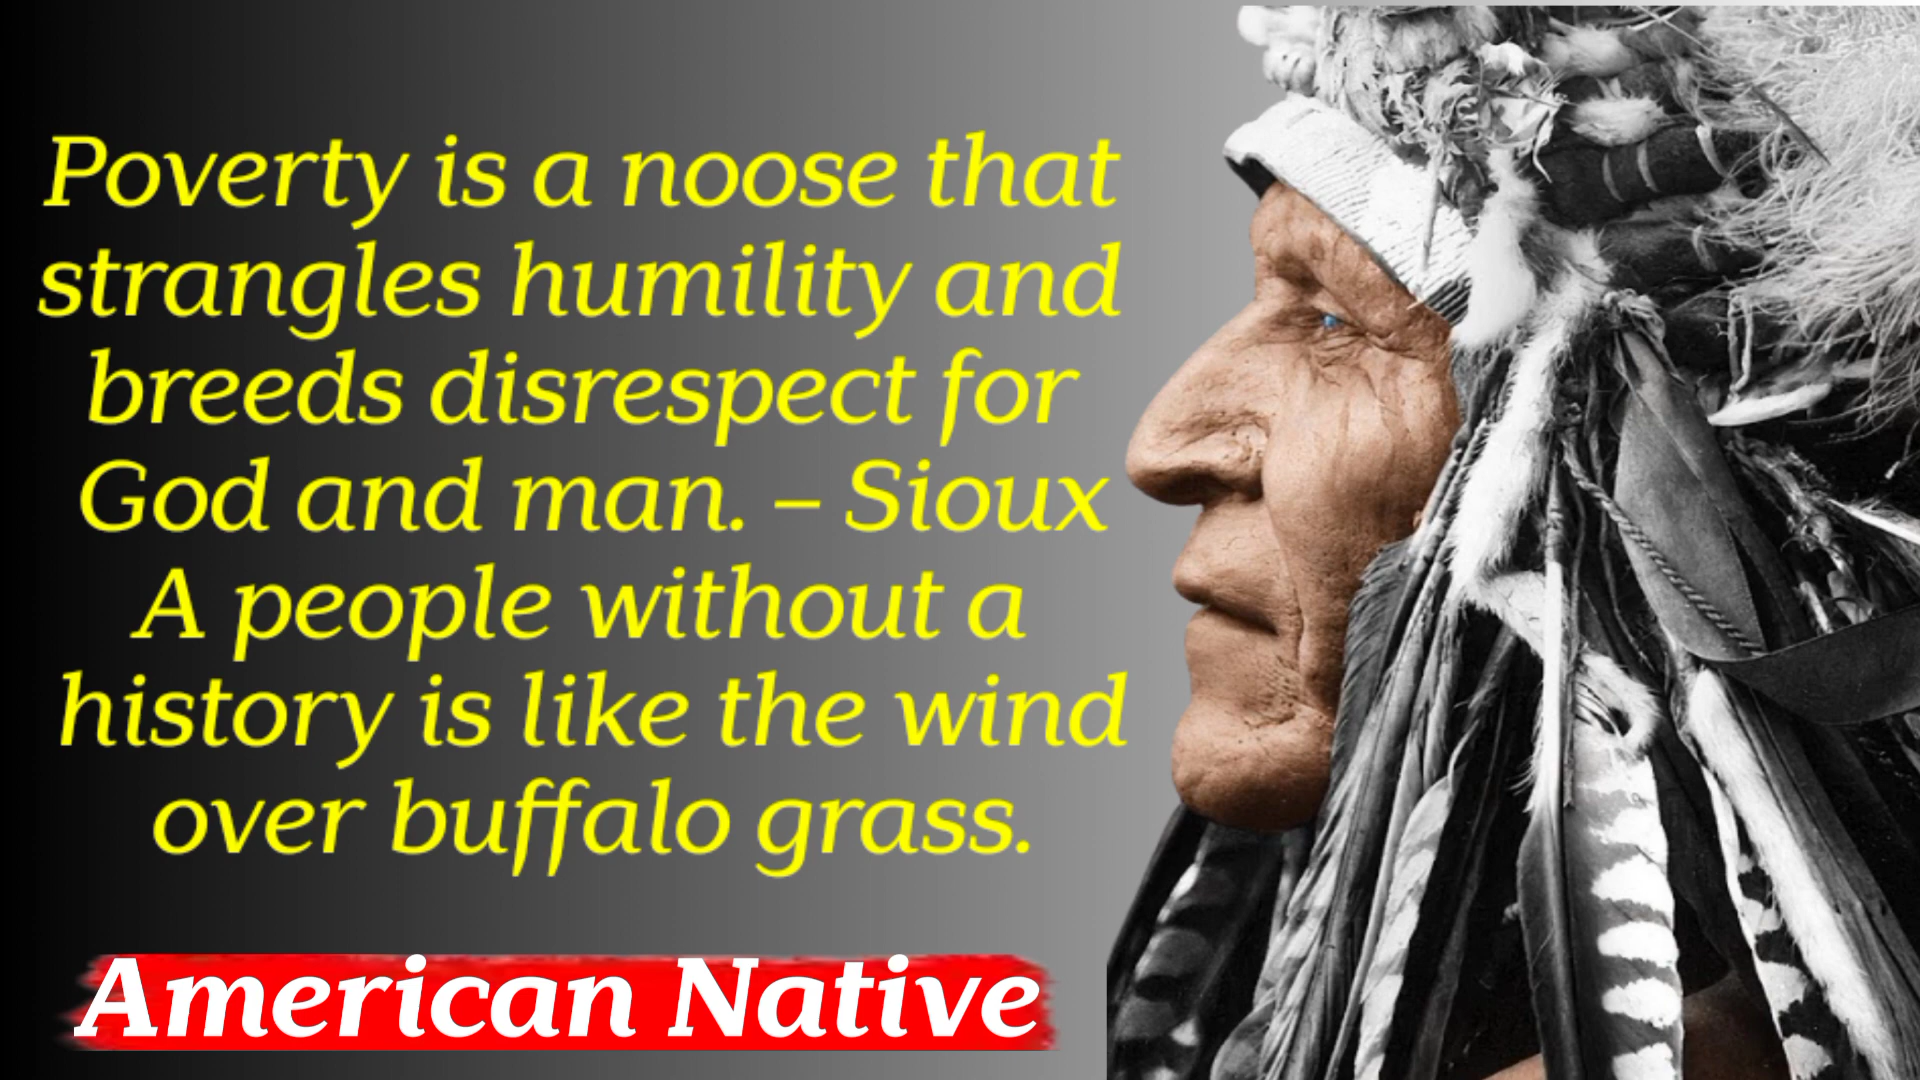 Poverty is a noose that
strangles humility and
breeds disrespect for
God and man. – Sioux
A people without a
history is like the wind
over buffalo grass.
American Native